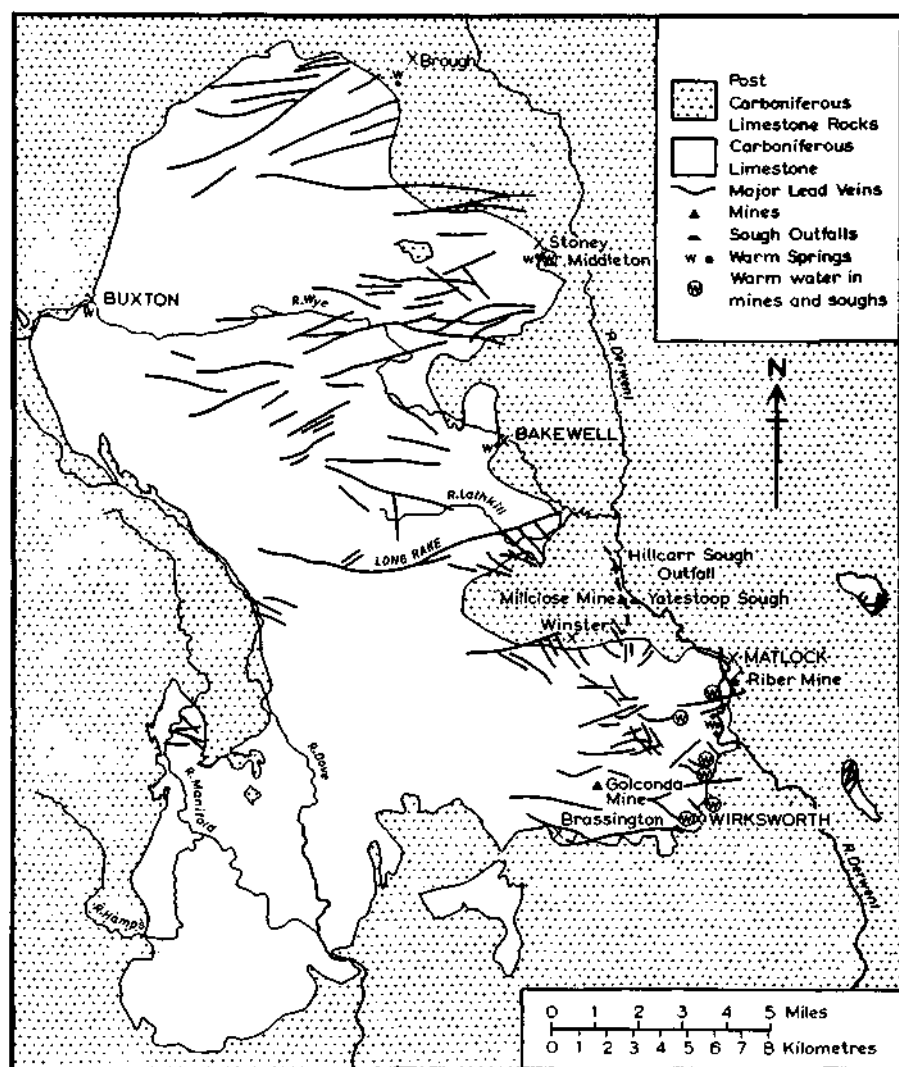 Brough
Post
Carboniferous
Limestone Rocks
Carboniferous
Limestone
Major Lead Veins
Mines
Sough Outfalls
W Warm Springs
W Warm water in
mines and soughs
Stoney
Middleton
W
BUXTON
W
R. Wye
R. Derwent
N
BAKEWELL
W
R. Lathkill
LONG RAKE
Hillcarr Sough
Outfall
Millclose Mine
Yatestoop Sough
Winster
MATLOCK
Riber Mine
W
W
W
W
R. Dove
R. Manifold
Golconda
Mine
Brassington
W
W
WIRKSWORTH
R. Derwent
R. Hamps
0 1 2 3 4 5 Miles
0 1 2 3 4 5 6 7 8 Kilometres